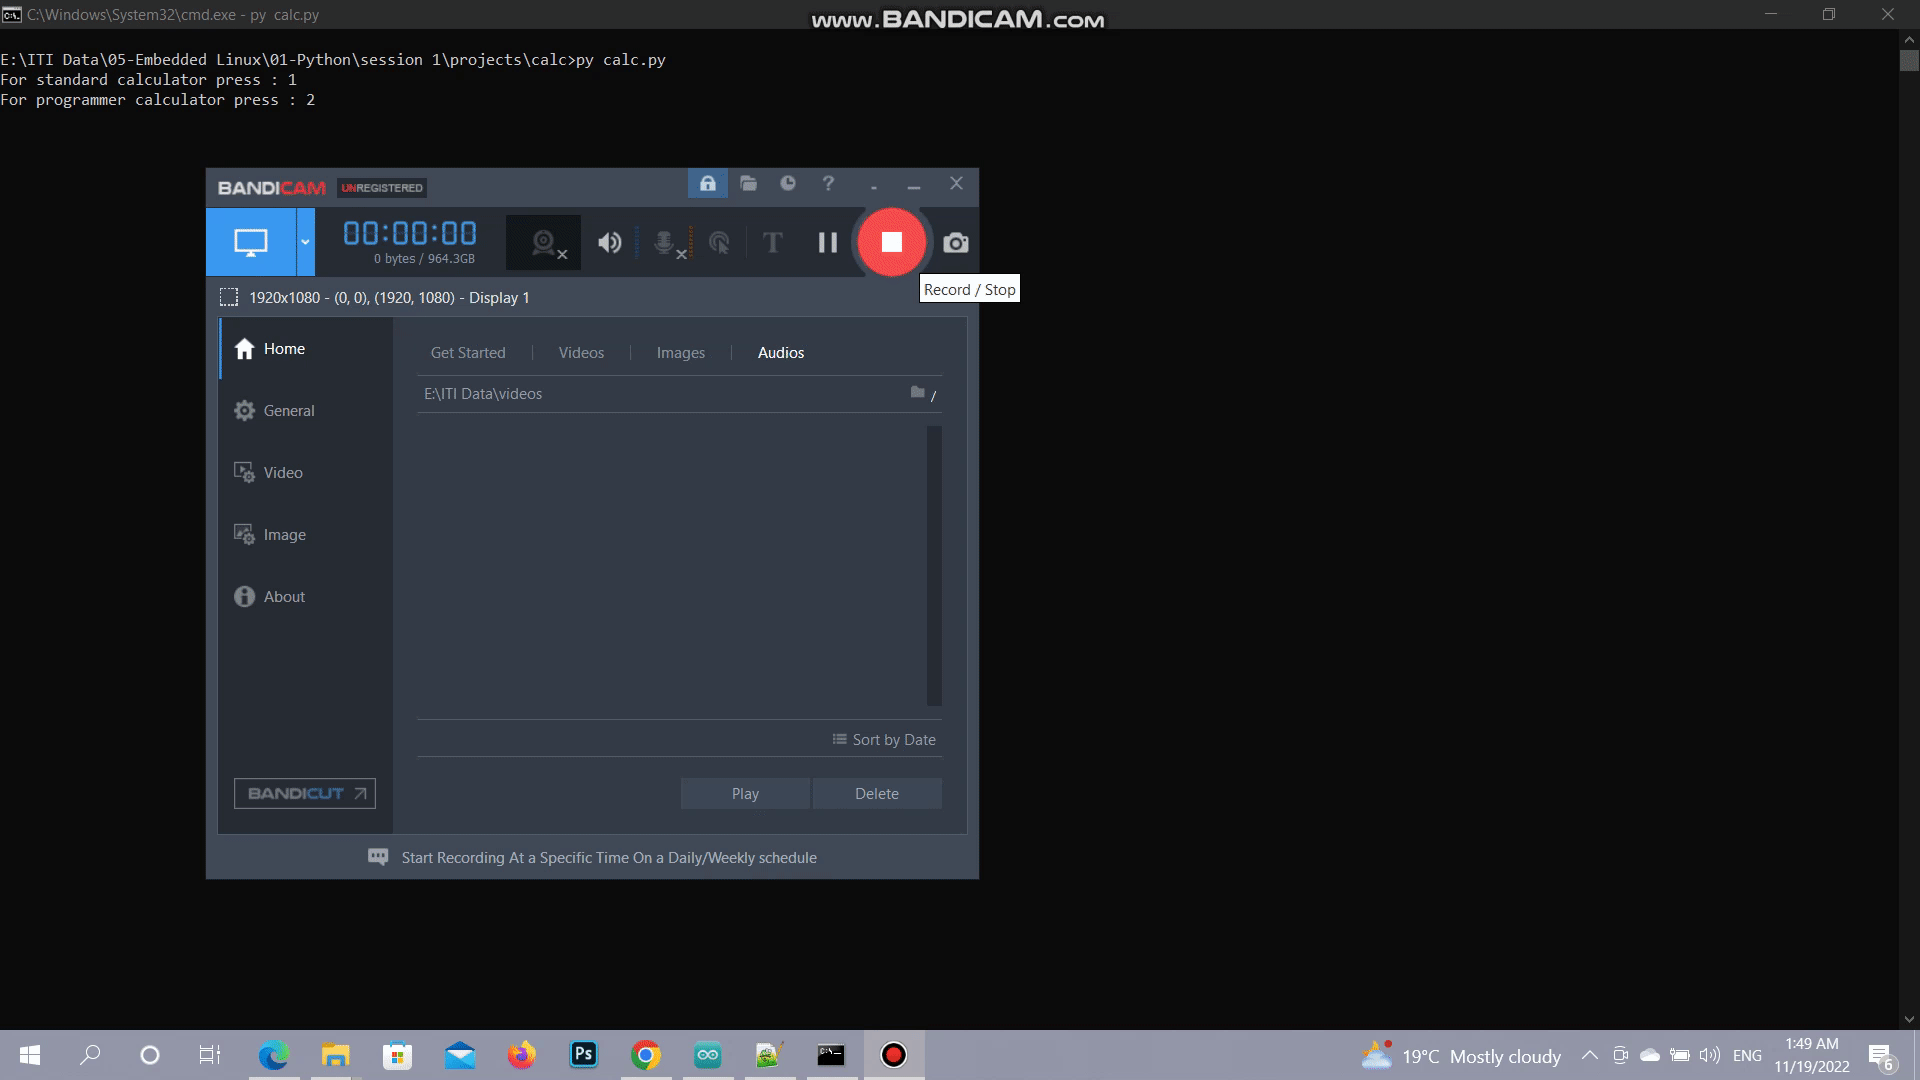 C:\Windows\System32\cmd.exe - py calc.py
www.BANDICAM.com
E:\ITI Data\05-Embedded Linux\01-Python\session 1\projects\calc>py calc.py
For standard calculator press : 1
For programmer calculator press : 2
BANDICAM UNREGISTERED
00:00:00
0 bytes / 964.3GB
Record / Stop
1920x1080 - (0, 0), (1920, 1080) - Display 1
Home
Get Started
Videos
Images
Audios
E:\ITI Data\videos
General
Video
Image
About
Sort by Date
BANDICUT
Play
Delete
Start Recording At a Specific Time On a Daily/Weekly schedule
Ps
19°C Mostly cloudy
ENG
1:49 AM
11/19/2022
6